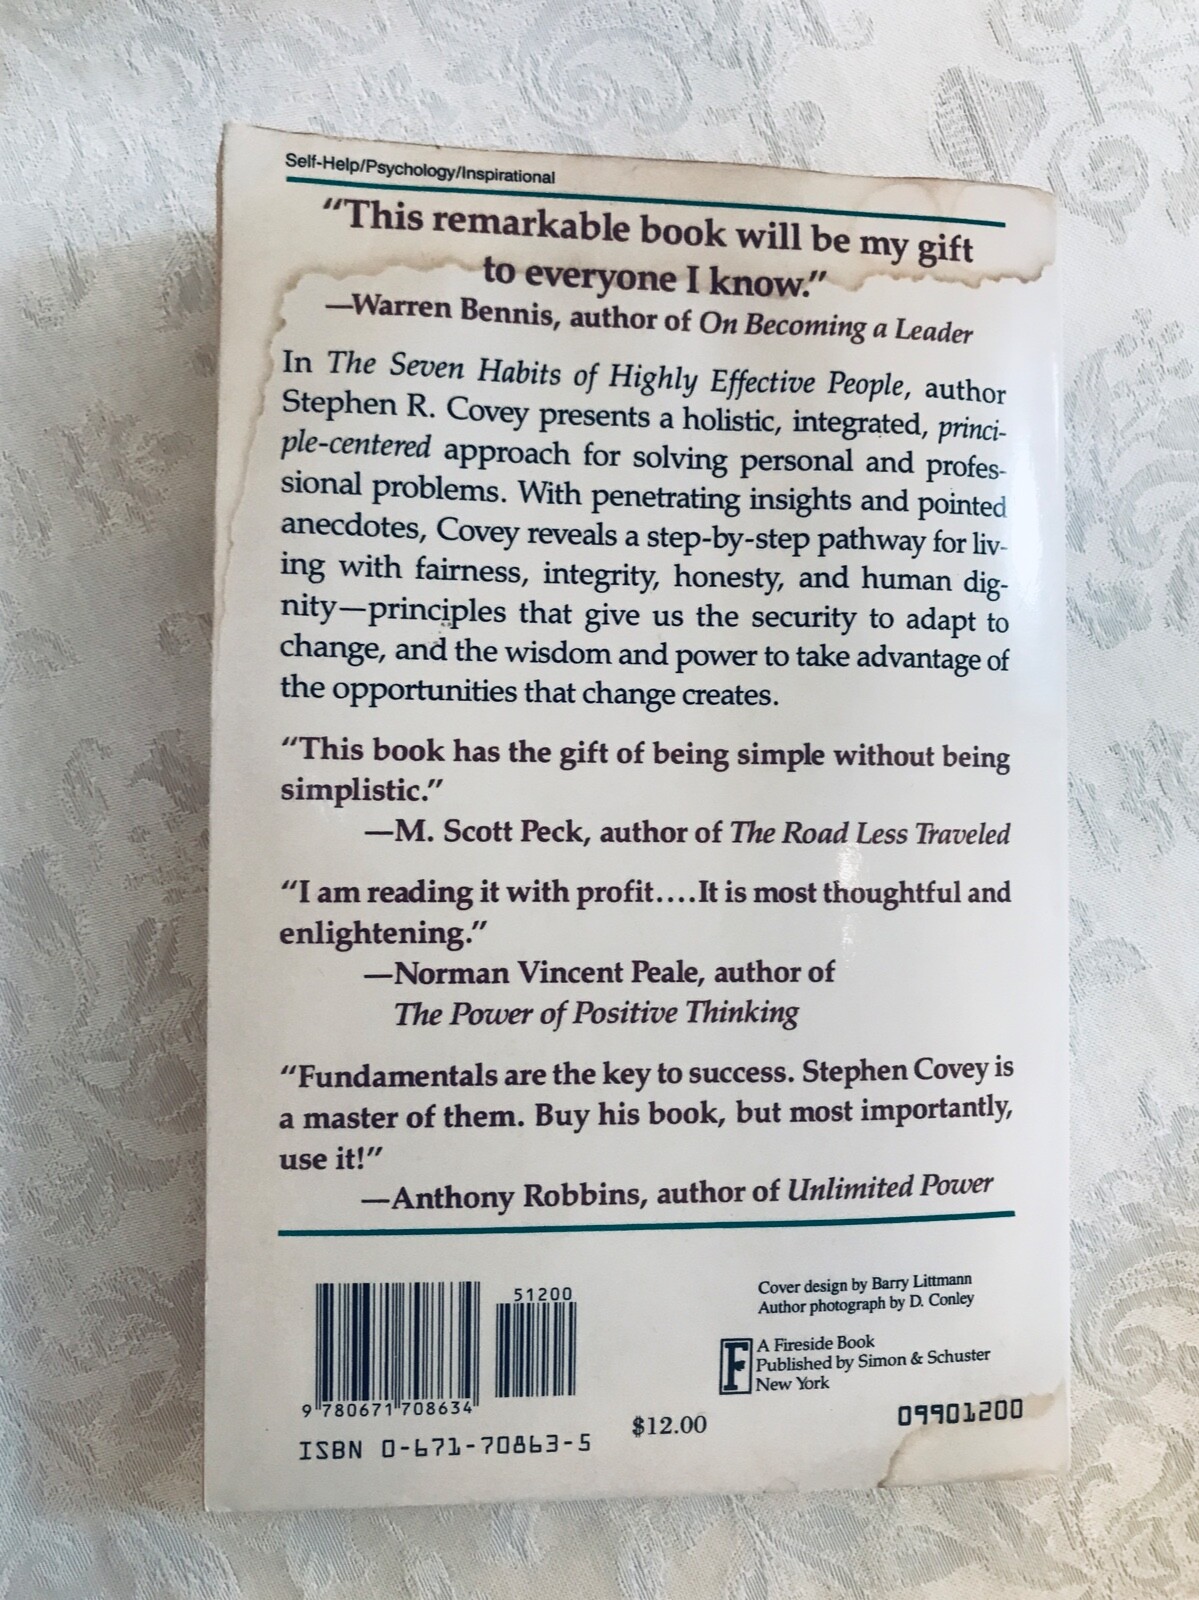 Self-Help/Psychology/Inspirational
“This remarkable book will be my gift
to everyone I know.”
—Warren Bennis, author of On Becoming a Leader
In The Seven Habits of Highly Effective People, author
Stephen R. Covey presents a holistic, integrated, princi-
ple-centered approach for solving personal and profes-
sional problems. With penetrating insights and pointed
anecdotes, Covey reveals a step-by-step pathway for liv-
ing with fairness, integrity, honesty, and human dig-
nity—principles that give us the security to adapt to
change, and the wisdom and power to take advantage of
the opportunities that change creates.
“This book has the gift of being simple without being
simplistic.”
—M. Scott Peck, author of The Road Less Traveled
“I am reading it with profit....It is most thoughtful and
enlightening.”
—Norman Vincent Peale, author of
The Power of Positive Thinking
“Fundamentals are the key to success. Stephen Covey is
a master of them. Buy his book, but most importantly,
use it!”
—Anthony Robbins, author of Unlimited Power
51200
9 780671 708634
ISBN 0-671-70863-5
$12.00
Cover design by Barry Littmann
Author photograph by D. Conley
F
A Fireside Book
Published by Simon & Schuster
New York
09901200